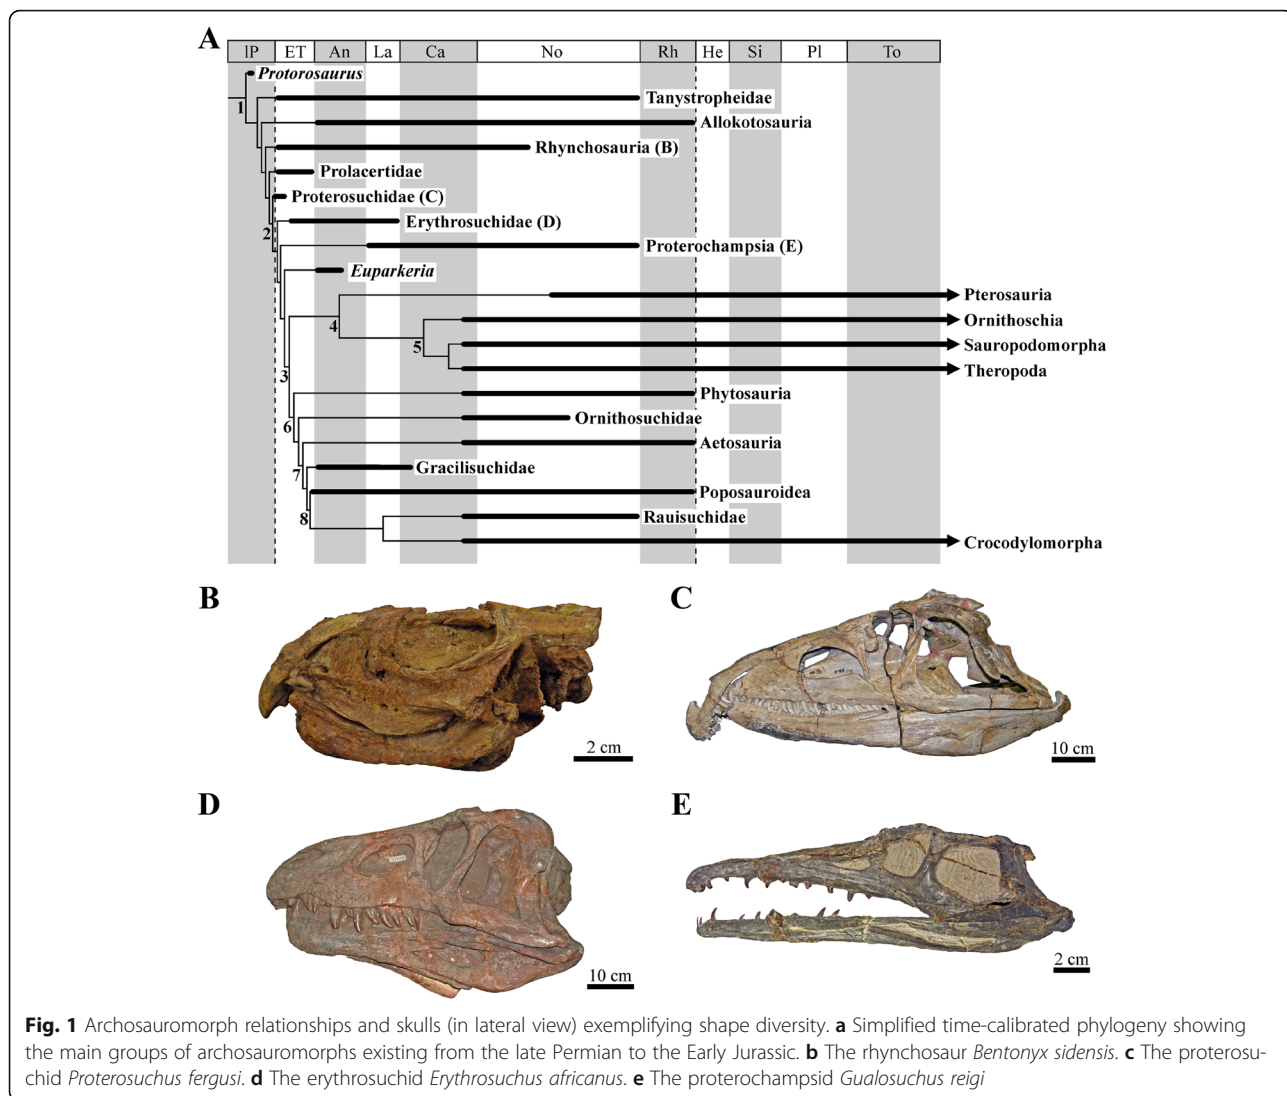 A
lP ET An La Ca No Rh He Si Pl To
Protorosaurus
1
Tanystropheidae
Allokotosauria
Rhynchosauria (B)
Prolacertidae
Proterosuchidae (C)
Erythrosuchidae (D)
2
Proterochampsia (E)
Euparkeria
Pterosauria
4
Ornithoschia
5
Sauropodomorpha
Theropoda
3
Phytosauria
Ornithosuchidae
6
Aetosauria
Gracilisuchidae
7
Poposauroidea
Rauisuchidae
8
Crocodylomorpha
B
2 cm
C
10 cm
D
10 cm
E
2 cm
Fig. 1 Archosauromorph relationships and skulls (in lateral view) exemplifying shape diversity. a Simplified time-calibrated phylogeny showing
the main groups of archosauromorphs existing from the late Permian to the Early Jurassic. b The rhynchosaur Bentonyx sidensis. c The proterosu-
chid Proterosuchus fergusi. d The erythrosuchid Erythrosuchus africanus. e The proterochampsid Gualosuchus reigi